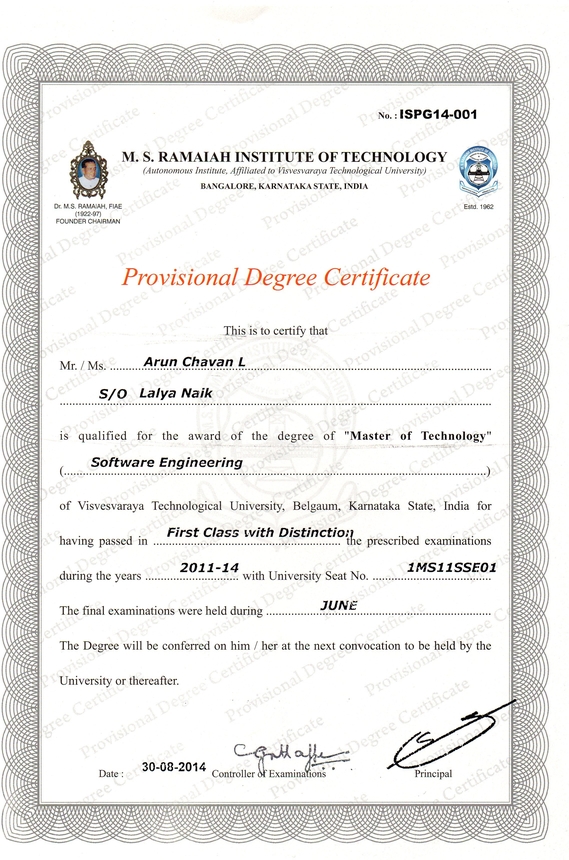 No. : ISPG14-001
M. S. RAMAIAH INSTITUTE OF TECHNOLOGY
(Autonomous Institute, Affiliated to Visvesvaraya Technological University)
BANGALORE, KARNATAKA STATE, INDIA
Dr. M.S. RAMAIAH, FIAE
(1922-97)
FOUNDER CHAIRMAN
Estd. 1962
Provisional Degree Certificate
This is to certify that
Mr. / Ms. Arun Chavan L
S/O Lalya Naik
is qualified for the award of the degree of "Master of Technology"
(Software Engineering)
of Visvesvaraya Technological University, Belgaum, Karnataka State, India for
having passed in First Class with Distinction the prescribed examinations
during the years 2011-14 with University Seat No. 1MS11SSE01
The final examinations were held during JUNE
The Degree will be conferred on him / her at the next convocation to be held by the
University or thereafter.
Date : 30-08-2014 Controller of Examinations Principal